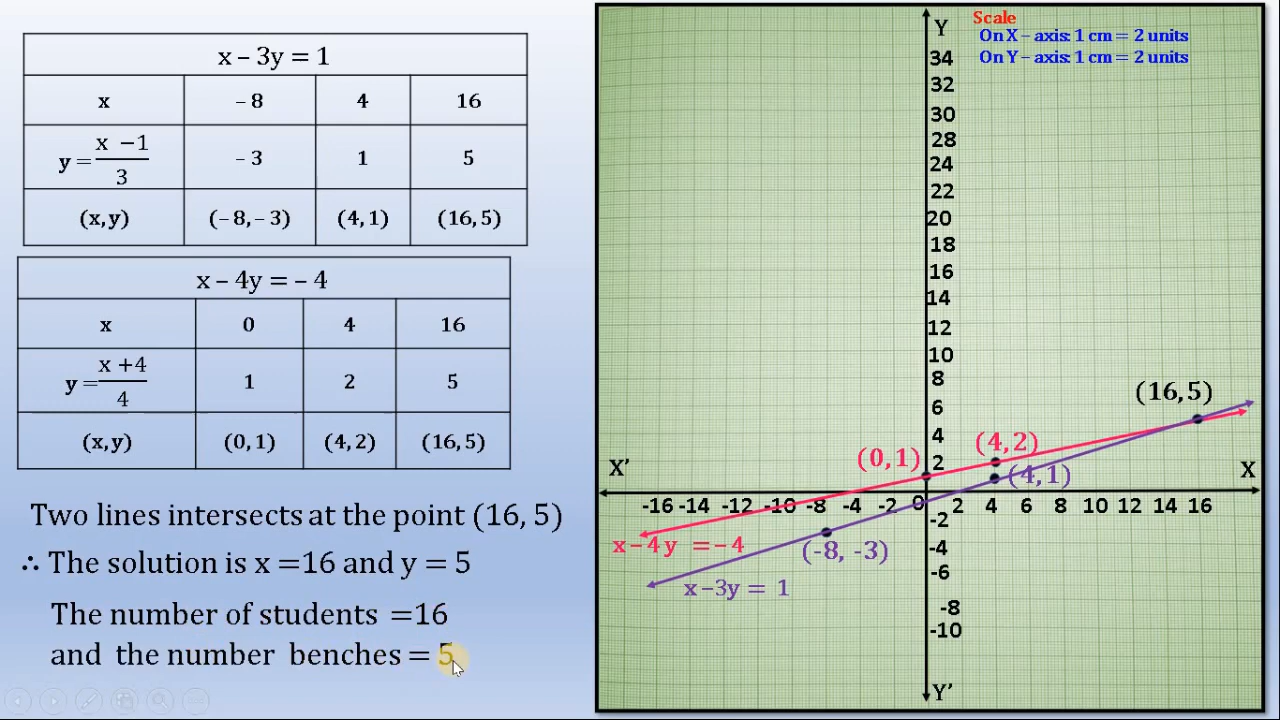 x – 3y = 1
x – 8 4 16
y = x – 1 / 3 – 3 1 5
(x,y) (– 8, – 3) (4, 1) (16, 5)
x – 4y = – 4
x 0 4 16
y = x + 4 / 4 1 2 5
(x,y) (0, 1) (4, 2) (16, 5)
Two lines intersects at the point (16, 5)
∴ The solution is x = 16 and y = 5
The number of students = 16
and the number benches = 5
Scale
On X – axis: 1 cm = 2 units
On Y – axis: 1 cm = 2 units
Y
34
32
30
28
24
22
20
18
16
14
12
10
8
6
4
2
(16, 5)
(4, 2)
(0, 1)
(4, 1)
X'
X
-16 -14 -12 -10 -8 -6 -4 -2 0 2 4 6 8 10 12 14 16
-2
-4
-6
-8
-10
x – 4y = – 4
(-8, -3)
x – 3y = 1
Y'